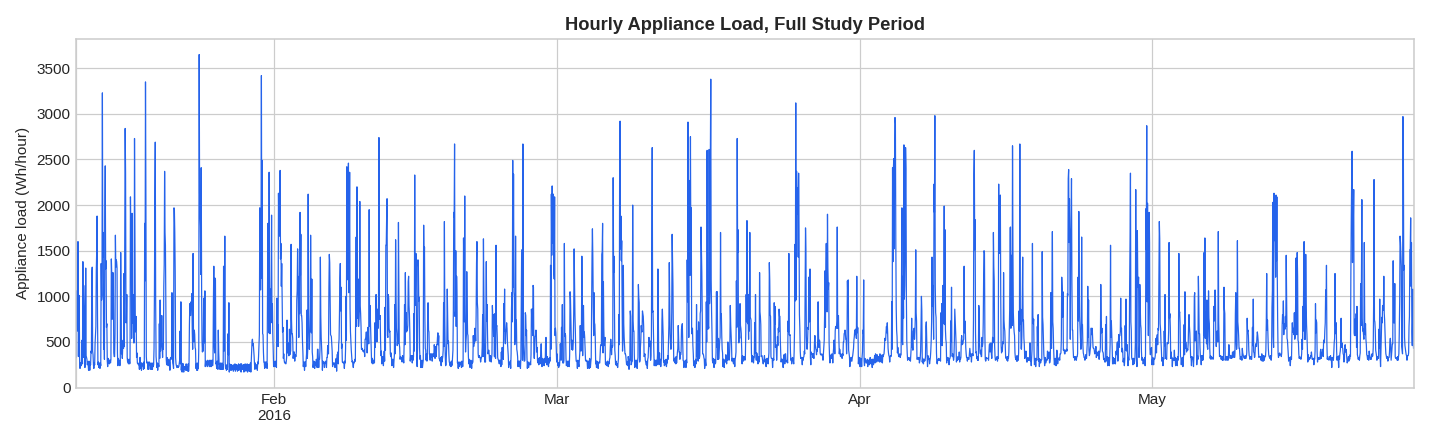 Hourly Appliance Load, Full Study Period
Appliance load (Wh/hour)
3500
3000
2500
2000
1500
1000
500
0
Feb
2016
Mar
Apr
May